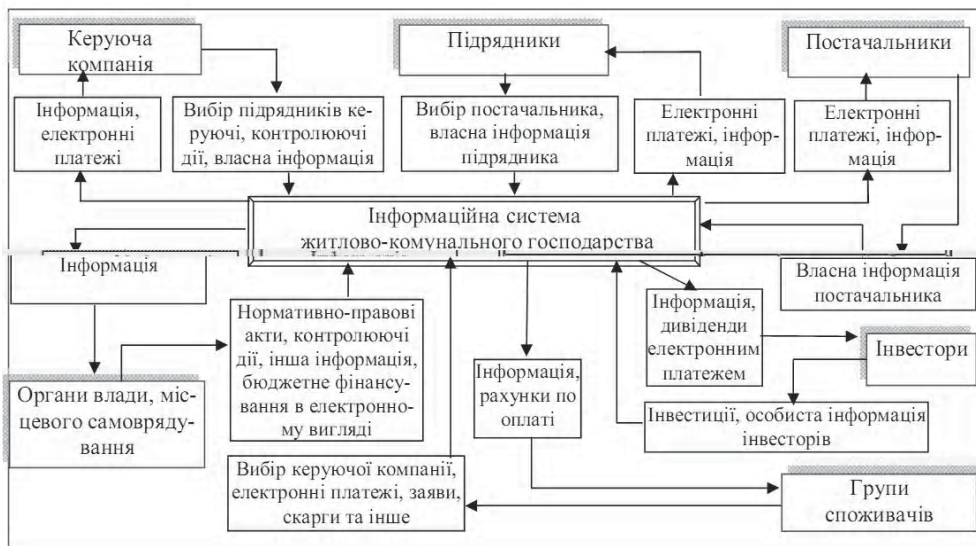 Керуюча
компанія
Підрядники
Постачальники
Інформація,
електронні
платежі
Вибір підрядників ке-
руючі, контролюючі
дії, власна інформація
Вибір постачальника,
власна інформація
підрядника
Електронні
платежі, інфор-
мація
Електронні
платежі, інфор-
мація
Інформаційна система
житлово-комунального господарства
Інформація
Власна інформація
постачальника
Нормативно-правові
акти, контролюючі
дії, інша інформація,
бюджетне фінансу-
вання в електронно-
му вигляді
Інформація,
рахунки по
оплаті
Інформація,
дивіденди
електронним
платежем
Інвестори
Органи влади, міс-
цевого самовряду-
вання
Інвестиції, особиста інформація
інвесторів
Вибір керуючої компанії,
електронні платежі, заяви,
скарги та інше
Групи
споживачів